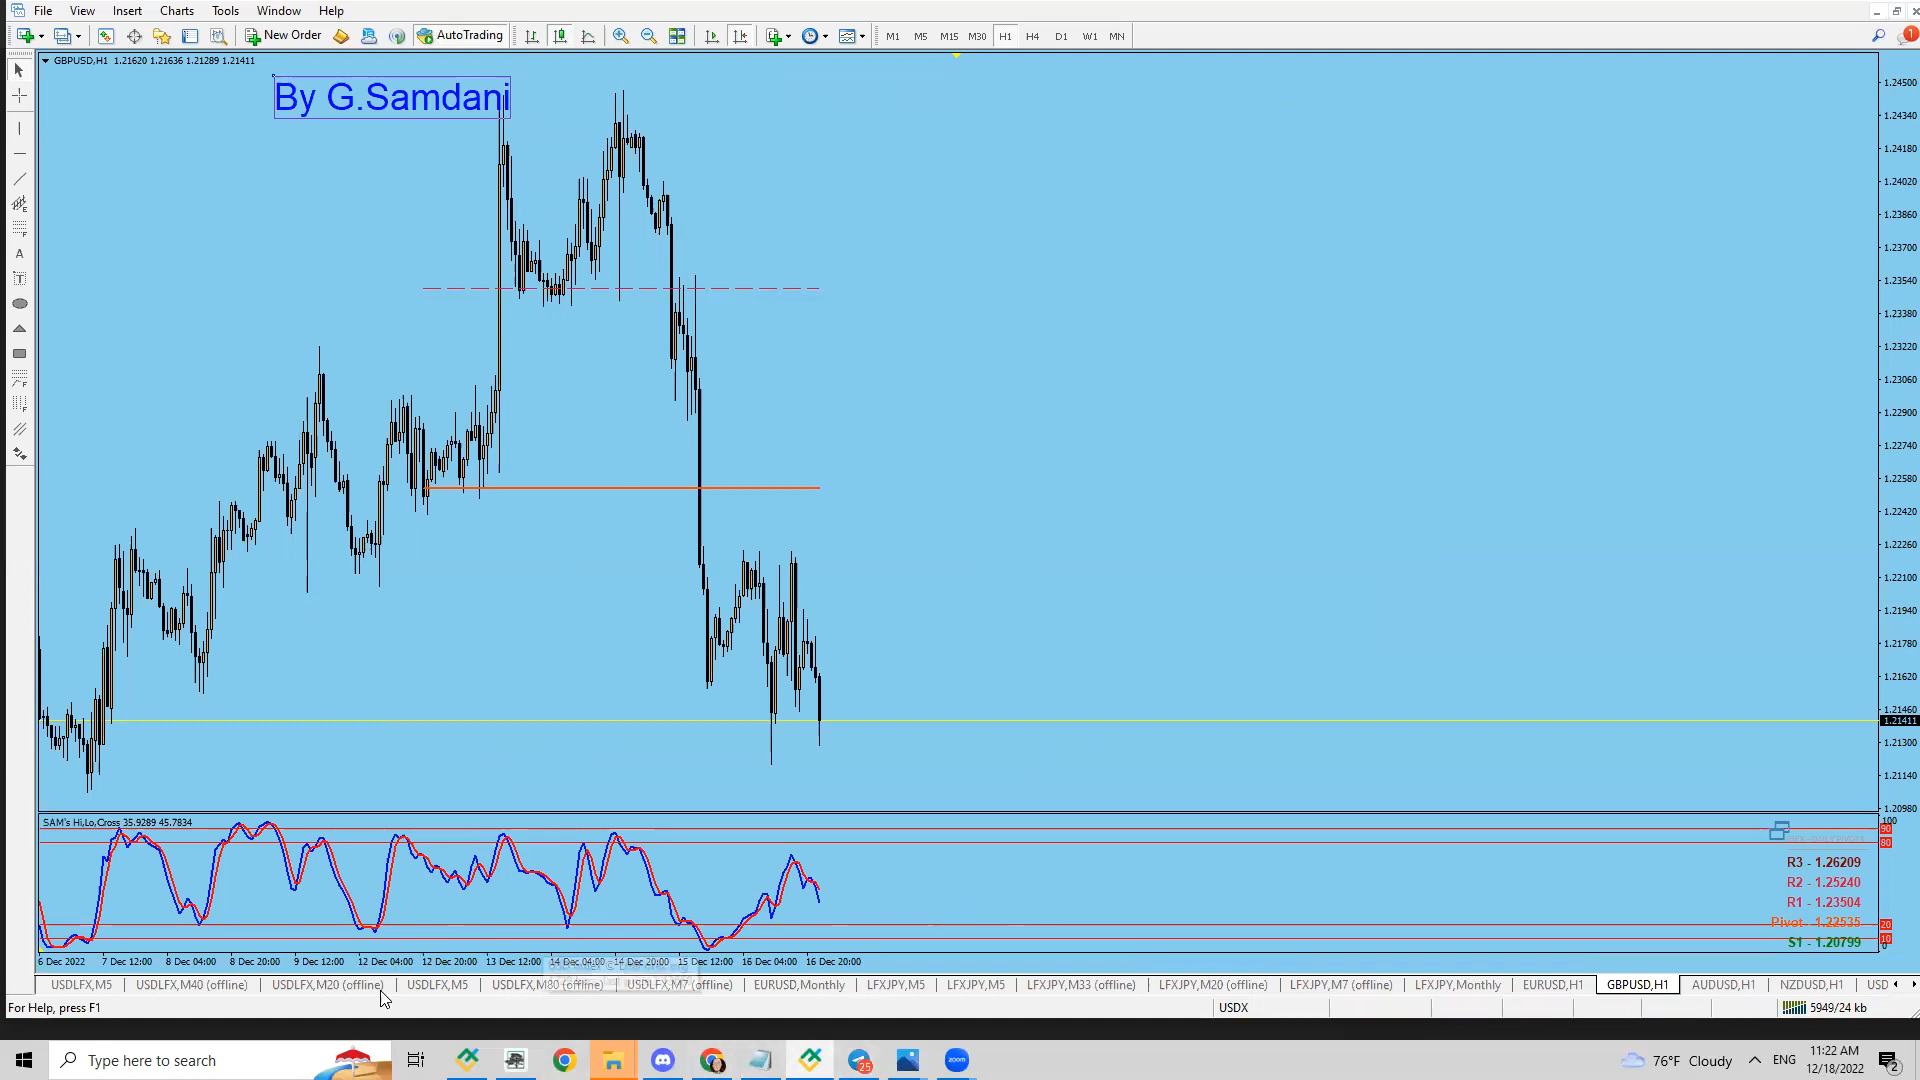 File View Insert Charts Tools Window Help
New Order AutoTrading M1 M5 M15 M30 H1 H4 D1 W1 MN 1
GBPUSD,H1 1.21620 1.21636 1.21289 1.21411
By G.Samdani
1.24500
1.24340
1.24180
1.24020
1.23860
1.23700
1.23540
1.23380
1.23220
1.23060
1.22900
1.22740
1.22580
1.22420
1.22260
1.22100
1.21940
1.21780
1.21620
1.21460
1.21411
1.21300
1.21140
1.20980
SAM's Hi,Lo,Cross 35.9289 45.7834
100
90
80
20
10
0
R3 - 1.26209
R2 - 1.25240
R1 - 1.23504
Pivot - 1.22535
S1 - 1.20799
6 Dec 2022 7 Dec 12:00 8 Dec 04:00 8 Dec 20:00 9 Dec 12:00 12 Dec 04:00 12 Dec 20:00 13 Dec 12:00 14 Dec 04:00 14 Dec 20:00 15 Dec 12:00 16 Dec 04:00 16 Dec 20:00
USDLFX,M5 USDLFX,M40 (offline) USDLFX,M20 (offline) USDLFX,M5 USDLFX,M80 (offline) USDLFX,M7 (offline) EURUSD,Monthly LFXJPY,M5 LFXJPY,M5 LFXJPY,M33 (offline) LFXJPY,M20 (offline) LFXJPY,M7 (offline) LFXJPY,Monthly EURUSD,H1 GBPUSD,H1 AUDUSD,H1 NZDUSD,H1 USD
For Help, press F1 USDX 5949/24 kb
Type here to search 25 zoom 76°F Cloudy ENG 11:22 AM
12/18/2022 2